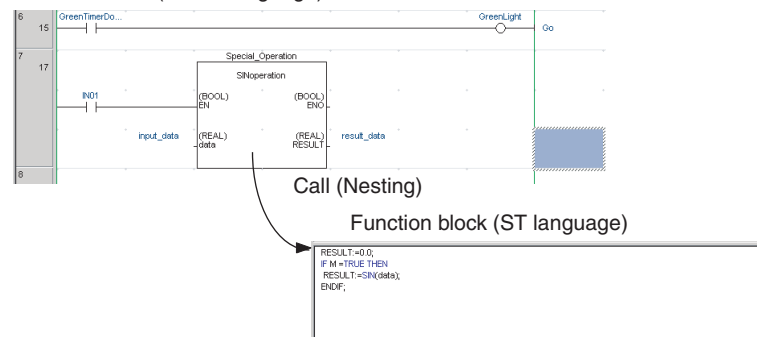 6
15
GreenTimerDo...
GreenLight
Go
7
17
Special_Operation
SINoperation
IN01
(BOOL)
EN
(BOOL)
ENO
input_data
(REAL)
data
(REAL)
RESULT
result_data
8
Call (Nesting)
Function block (ST language)
RESULT:=0.0;
IF M =TRUE THEN
RESULT:=SIN(data);
ENDIF;